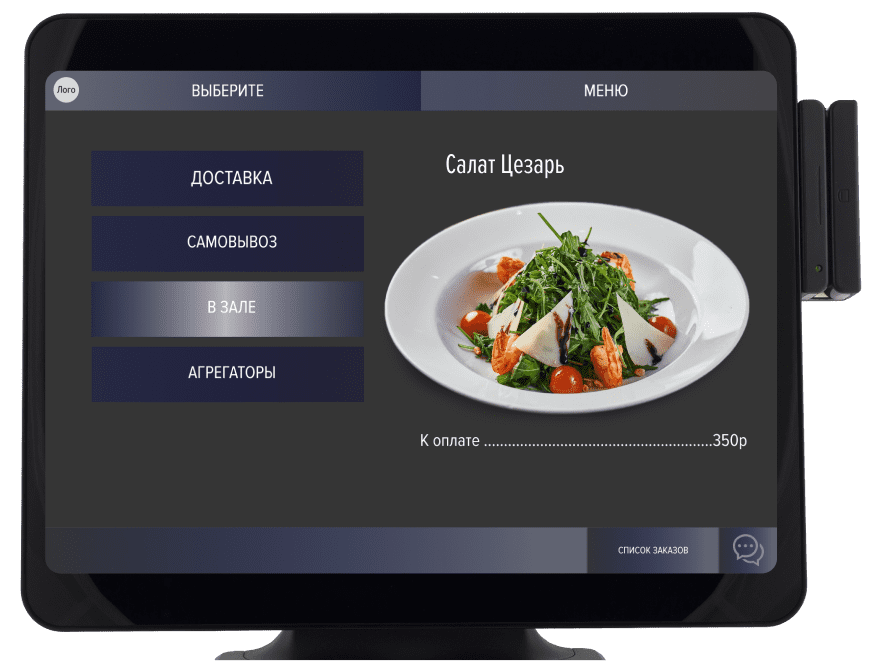 Лого
ВЫБЕРИТЕ
МЕНЮ
ДОСТАВКА
САМОВЫВОЗ
В ЗАЛЕ
АГРЕГАТОРЫ
Салат Цезарь
К оплате .........................................................350р
СПИСОК ЗАКАЗОВ